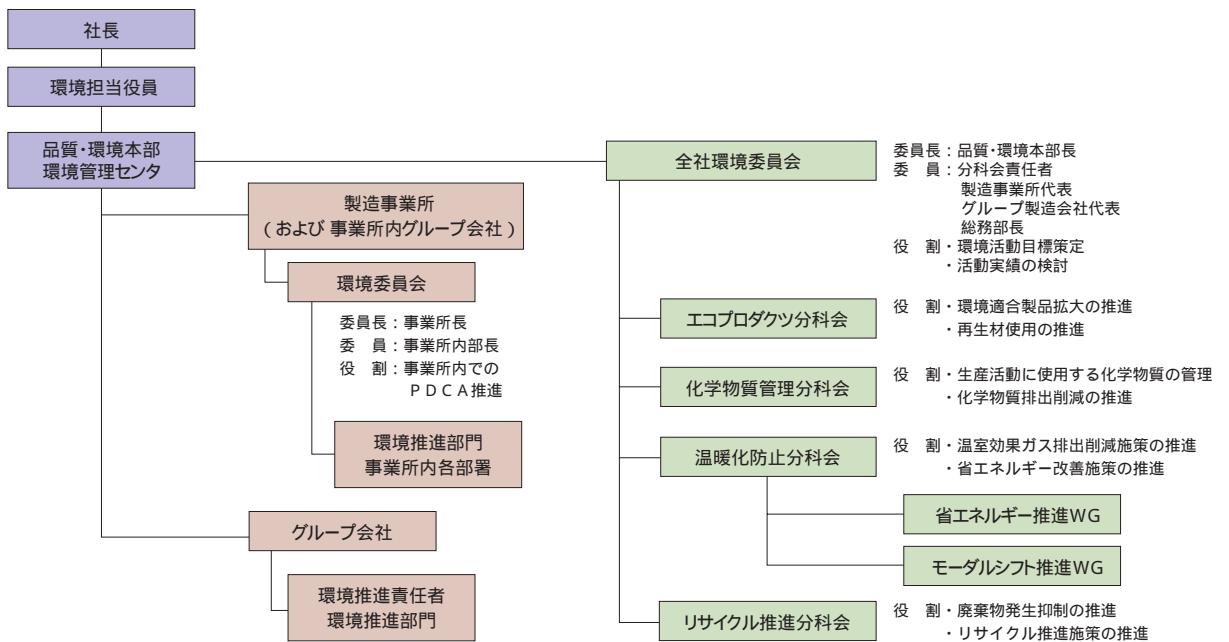 社長
環境担当役員
品質･環境本部
環境管理センタ
製造事業所
(および 事業所内グループ会社)
環境委員会
委員長：事業所長
委　員：事業所内部長
役　割：事業所内での
PDCA推進
環境推進部門
事業所内各部署
グループ会社
環境推進責任者
環境推進部門
全社環境委員会
委員長：品質･環境本部長
委　員：分科会責任者
製造事業所代表
グループ製造会社代表
総務部長
役　割・環境活動目標策定
・活動実績の検討
エコプロダクツ分科会
役　割・環境適合製品拡大の推進
・再生材使用の推進
化学物質管理分科会
役　割・生産活動に使用する化学物質の管理
・化学物質排出削減の推進
温暖化防止分科会
役　割・温室効果ガス排出削減施策の推進
・省エネルギー改善施策の推進
省エネルギー推進WG
モーダルシフト推進WG
リサイクル推進分科会
役　割・廃棄物発生抑制の推進
・リサイクル推進施策の推進